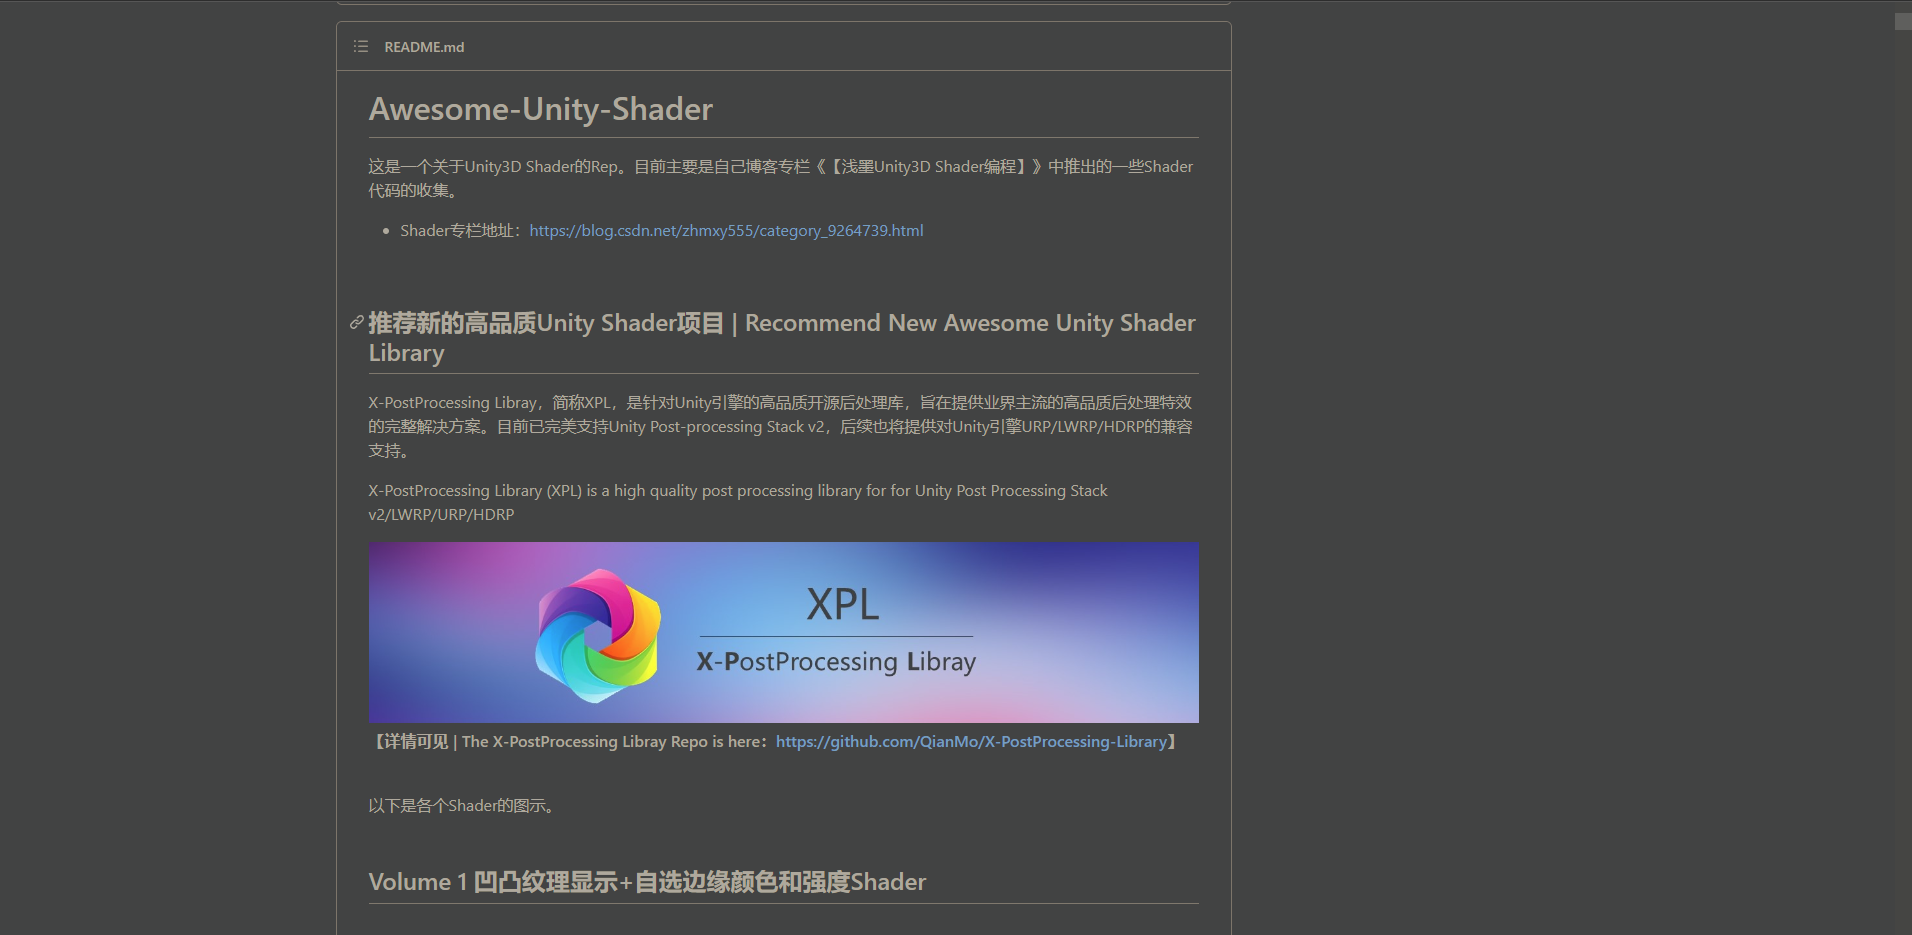 README.md
Awesome-Unity-Shader
这是一个关于Unity3D Shader的Rep。目前主要是自己博客专栏《【浅墨Unity3D Shader编程】》中推出的一些Shader
代码的收集。
• Shader专栏地址：https://blog.csdn.net/zhmxy555/category_9264739.html
推荐新的高品质Unity Shader项目 | Recommend New Awesome Unity Shader
Library
X-PostProcessing Libray，简称XPL，是针对Unity引擎的高品质开源后处理库，旨在提供业界主流的高品质后处理特效
的完整解决方案。目前已完美支持Unity Post-processing Stack v2，后续也将提供对Unity引擎URP/LWRP/HDRP的兼容
支持。
X-PostProcessing Library (XPL) is a high quality post processing library for for Unity Post Processing Stack
v2/LWRP/URP/HDRP
XPL
X-PostProcessing Libray
【详情可见 | The X-PostProcessing Libray Repo is here：https://github.com/QianMo/X-PostProcessing-Library】
以下是各个Shader的图示。
Volume 1 凹凸纹理显示+自选边缘颜色和强度Shader